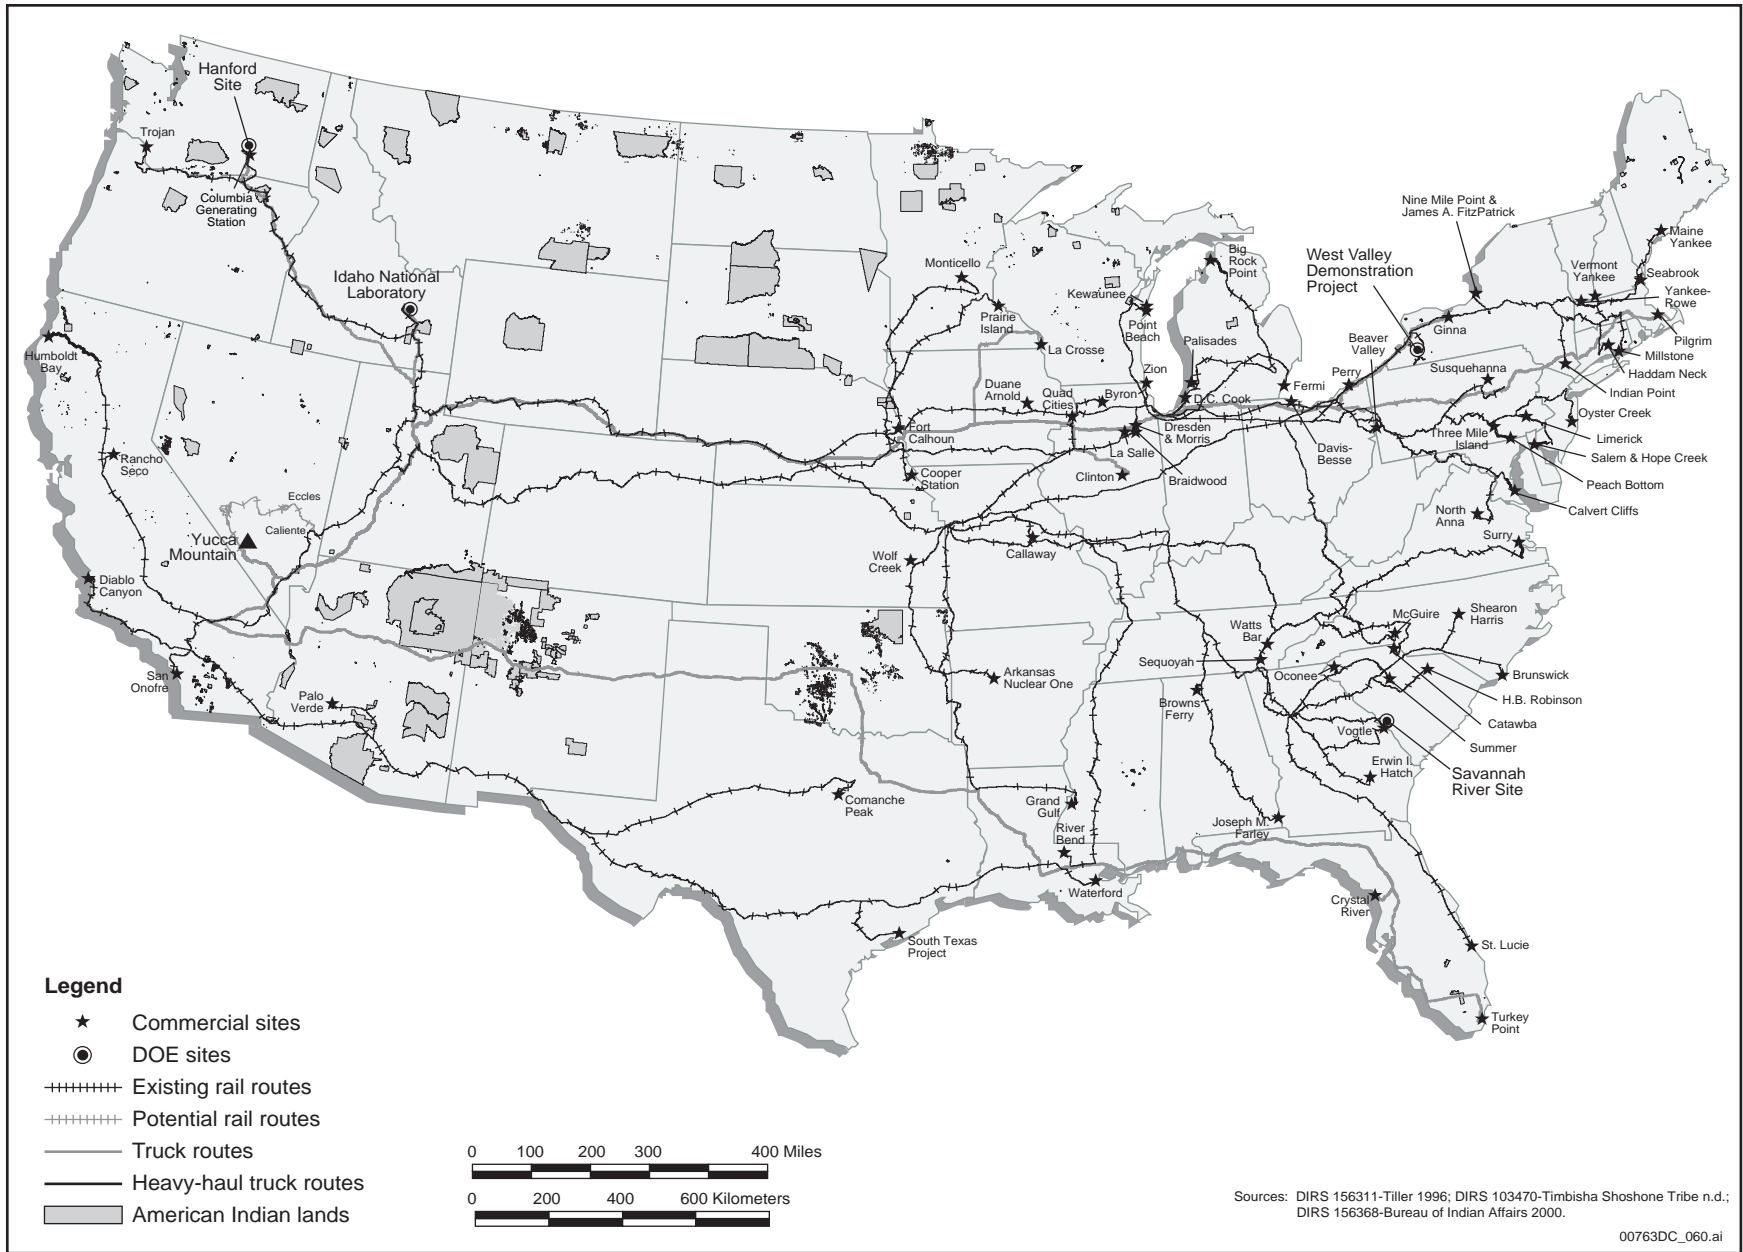 Hanford
Site
Trojan
Columbia
Generating
Station
Idaho National
Laboratory
Humboldt
Bay
Rancho
Seco
Eccles
Caliente
Yucca
Mountain
Diablo
Canyon
San
Onofre
Palo
Verde
Monticello
Prairie
Island
Kewaunee
Point
Beach
Big
Rock
Point
La Crosse
Palisades
Zion
Duane
Arnold
Quad
Cities
Byron
D.C. Cook
Fermi
Fort
Calhoun
Dresden
& Morris
La Salle
Cooper
Station
Clinton
Braidwood
Davis-
Besse
Wolf
Creek
Callaway
Nine Mile Point &
James A. FitzPatrick
West Valley
Demonstration
Project
Maine
Yankee
Vermont
Yankee
Seabrook
Yankee-
Rowe
Ginna
Pilgrim
Beaver
Valley
Perry
Susquehanna
Millstone
Haddam Neck
Indian Point
Oyster Creek
Three Mile
Island
Limerick
Salem & Hope Creek
Peach Bottom
Calvert Cliffs
North
Anna
Surry
McGuire
Shearon
Harris
Watts
Bar
Sequoyah
Oconee
Brunswick
H.B. Robinson
Catawba
Summer
Browns
Ferry
Vogtle
Savannah
River Site
Erwin I.
Hatch
Arkansas
Nuclear One
Comanche
Peak
Grand
Gulf
River
Bend
Joseph M.
Farley
Waterford
Crystal
River
South Texas
Project
St. Lucie
Turkey
Point
Legend
Commercial sites
DOE sites
Existing rail routes
Potential rail routes
Truck routes
Heavy-haul truck routes
American Indian lands
0 100 200 300 400 Miles
0 200 400 600 Kilometers
Sources: DIRS 156311-Tiller 1996; DIRS 103470-Timbisha Shoshone Tribe n.d.;
DIRS 156368-Bureau of Indian Affairs 2000.
00763DC_060.ai